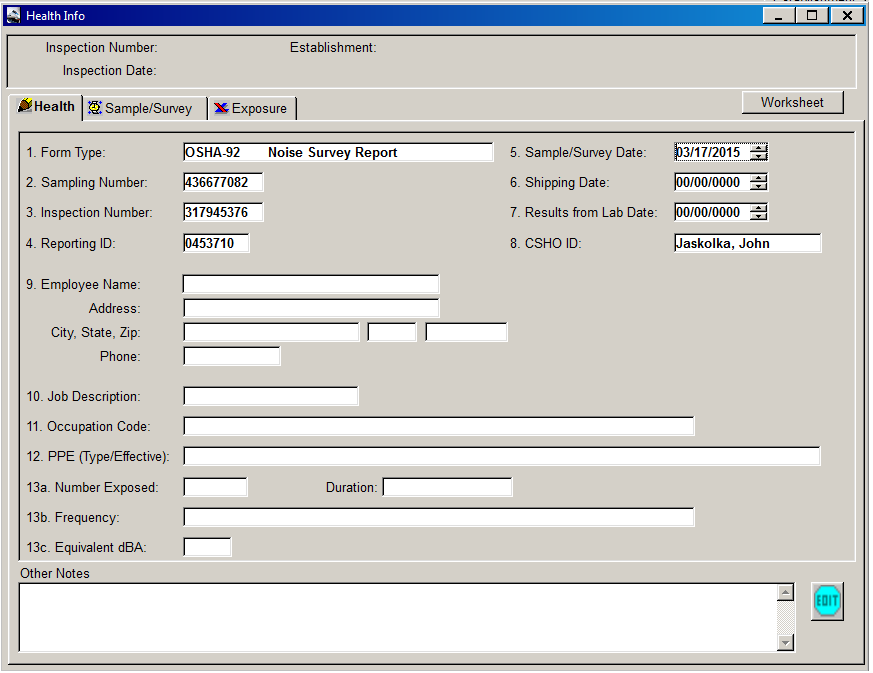 Health Info
Inspection Number: Establishment:
Inspection Date:
Health Sample/Survey Exposure Worksheet
1. Form Type: OSHA-92 Noise Survey Report 5. Sample/Survey Date: 03/17/2015
2. Sampling Number: 436677082 6. Shipping Date: 00/00/0000
3. Inspection Number: 317945376 7. Results from Lab Date: 00/00/0000
4. Reporting ID: 0453710 8. CSHO ID: Jaskolka, John
9. Employee Name:
Address:
City, State, Zip:
Phone:
10. Job Description:
11. Occupation Code:
12. PPE (Type/Effective):
13a. Number Exposed: Duration:
13b. Frequency:
13c. Equivalent dBA:
Other Notes
EDIT